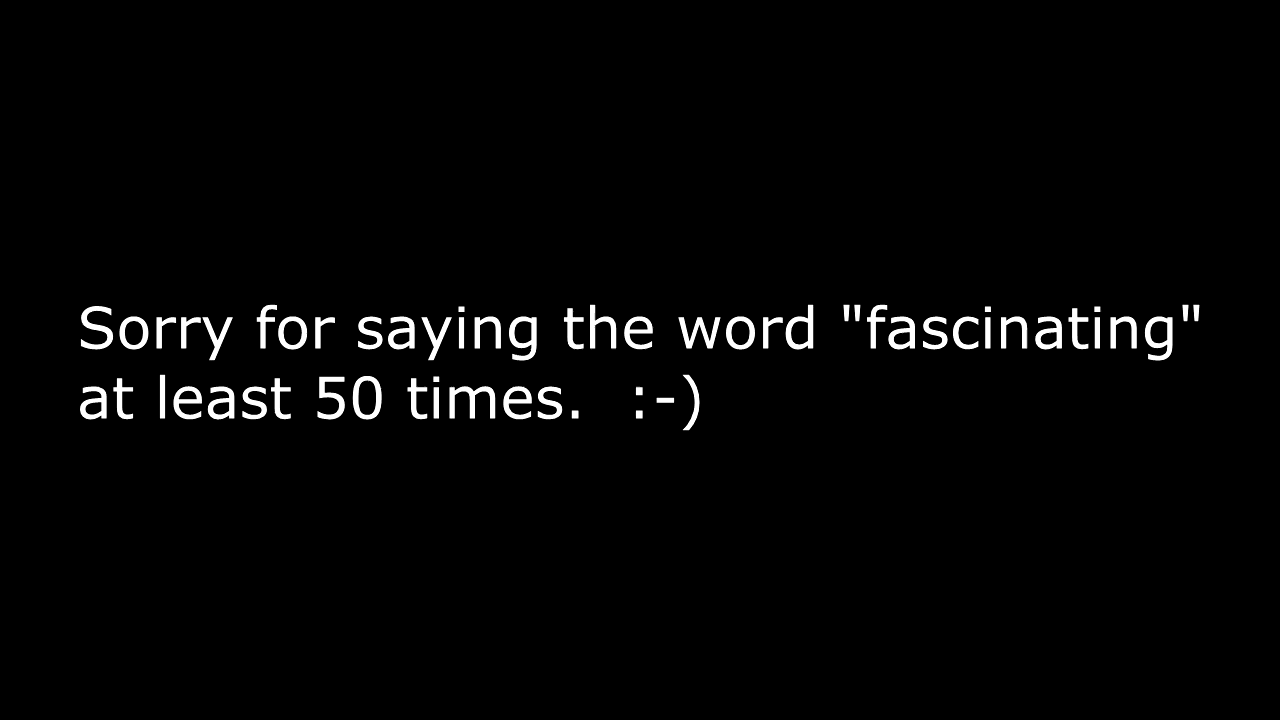 Sorry for saying the word "fascinating"
at least 50 times.  :-)